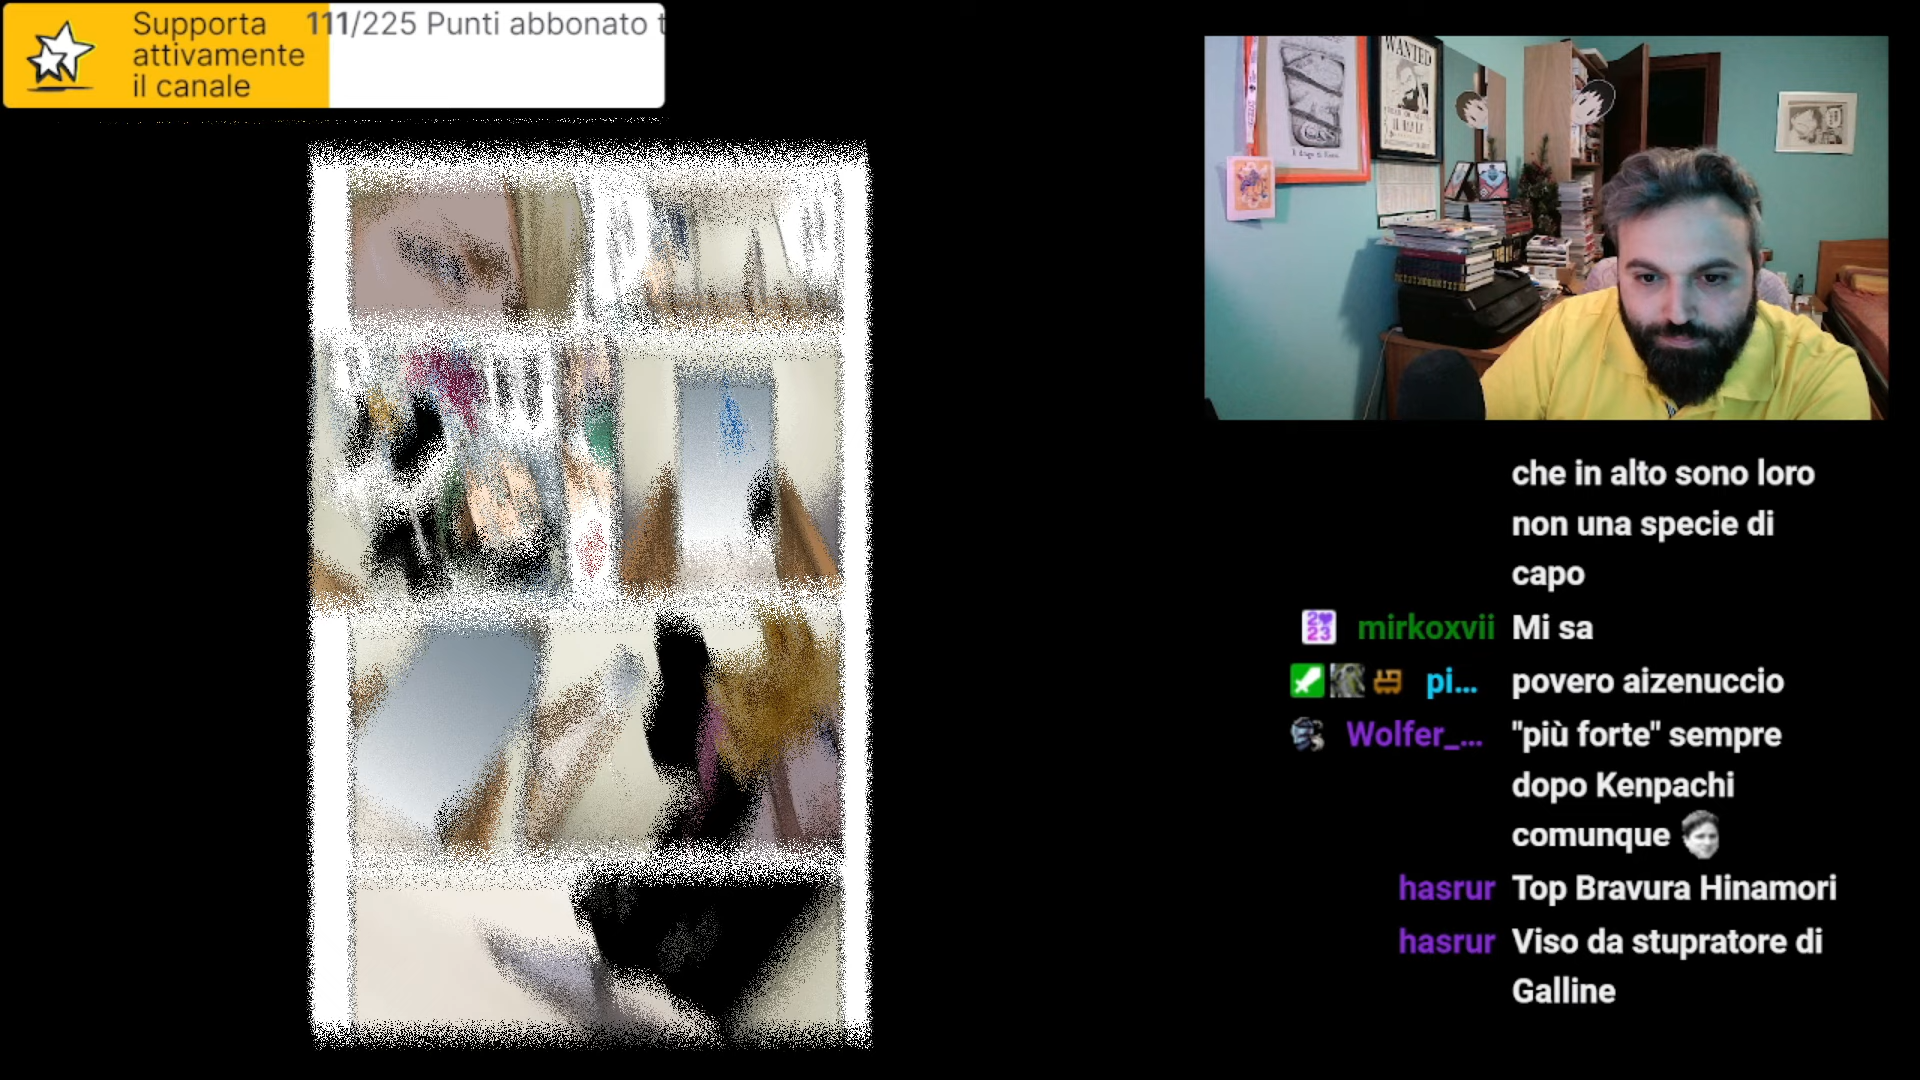 Supporta
attivamente
il canale
111/225 Punti abbonato t
WANTED
che in alto sono loro
non una specie di
capo
mirkoxvii Mi sa
pi... povero aizenuccio
Wolfer_... "più forte" sempre
dopo Kenpachi
comunque
hasrur Top Bravura Hinamori
hasrur Viso da stupratore di
Galline